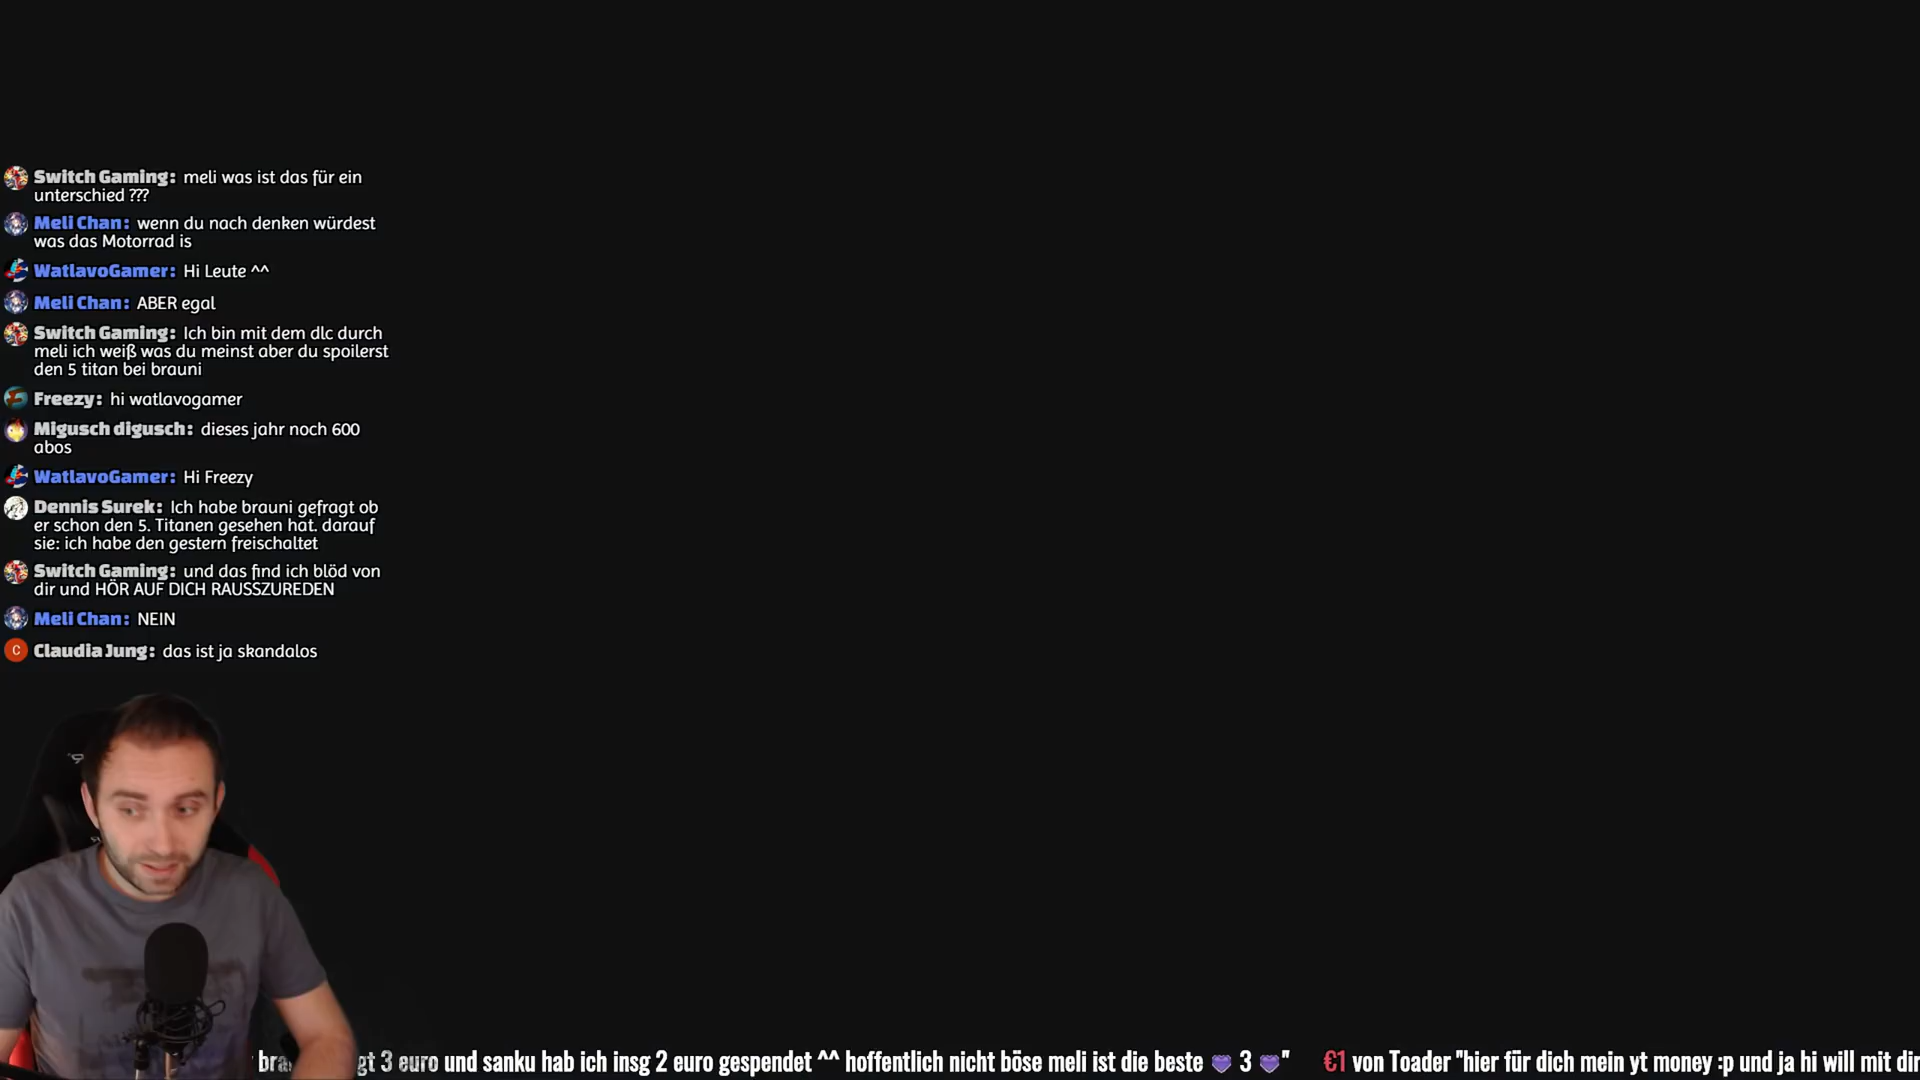 Switch Gaming: meli was ist das für ein
unterschied ???
Meli Chan: wenn du nach denken würdest
was das Motorrad is
WatlavoGamer: Hi Leute ^^
Meli Chan: ABER egal
Switch Gaming: Ich bin mit dem dlc durch
meli ich weiß was du meinst aber du spoilerst
den 5 titan bei brauni
Freezy: hi watlavogamer
Migusch digusch: dieses jahr noch 600
abos
WatlavoGamer: Hi Freezy
Dennis Surek: Ich habe brauni gefragt ob
er schon den 5. Titanen gesehen hat. darauf
sie: ich habe den gestern freischaltet
Switch Gaming: und das find ich blöd von
dir und HÖR AUF DICH RAUSSZUREDEN
Meli Chan: NEIN
C Claudia Jung: das ist ja skandalos
3 euro und sanku hab ich insg 2 euro gespendet ^^ hoffentlich nicht böse meli ist die beste 💜 3 💜" €1 von Toader "hier für dich mein yt money :p und ja hi will mit dir